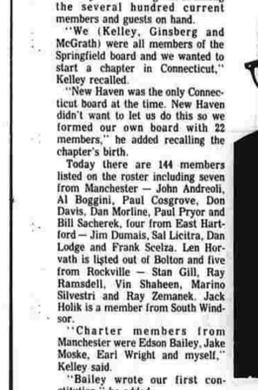 the several hundred current
members and guests on hand.
"We (Kelley, Ginsberg and
McGrath) were all members of the
Springfield board and we wanted to
start a chapter in Connecticut,"
Kelley recalled.
"New Haven was the only Connec-
ticut board at the time. New Haven
didn't want to let us do this so we
formed our own board with 22
members," he added recalling the
chapter's birth.
Today there are 144 members
listed on the roster including seven
from Manchester — John Andreoli,
Al Boggini, Paul Cosgrove, Don
Davis, Dan Morline, Paul Pryor and
Bill Sacherek, four from East Hart-
ford — Jim Dumais, Sal Licitra, Dan
Lodge and Frank Scelza. Len Hor-
vath is listed out of Bolton and five
from Rockville — Stan Gill, Ray
Ramsdell, Vin Shaheen, Marino
Silvestri and Ray Zemanek. Jack
Holik is a member from South Wind-
sor.
"Charter members from
Manchester were Edson Bailey, Jake
Moske, Earl Wright and myself,"
Kelley said.
"Bailey wrote our first con-